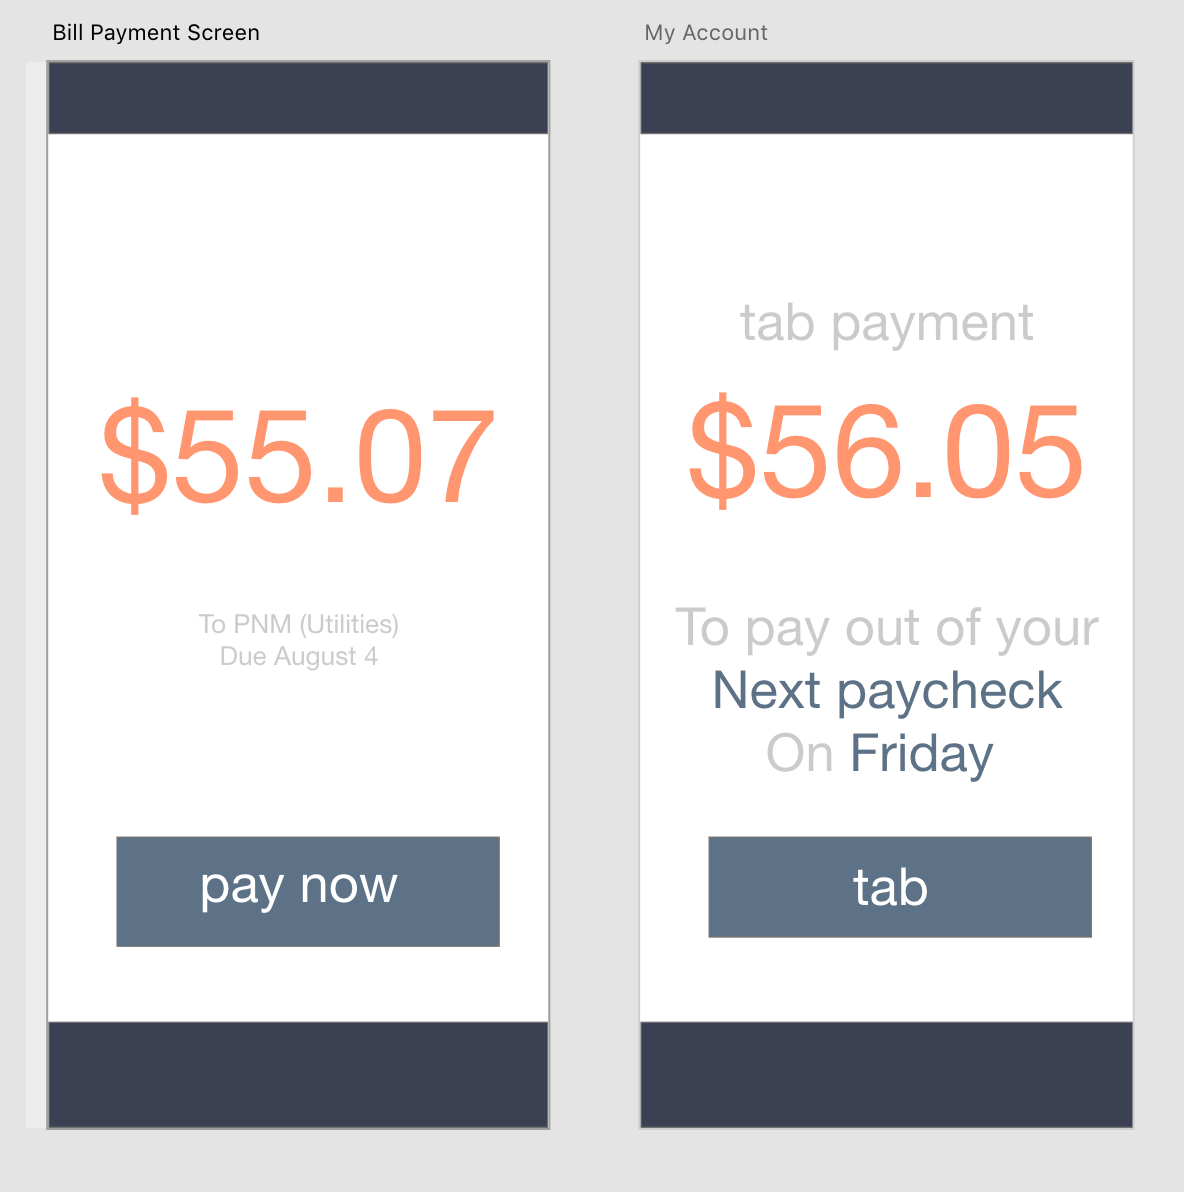 Bill Payment Screen
$55.07
To PNM (Utilities)
Due August 4
pay now
My Account
tab payment
$56.05
To pay out of your
Next paycheck
On Friday
tab